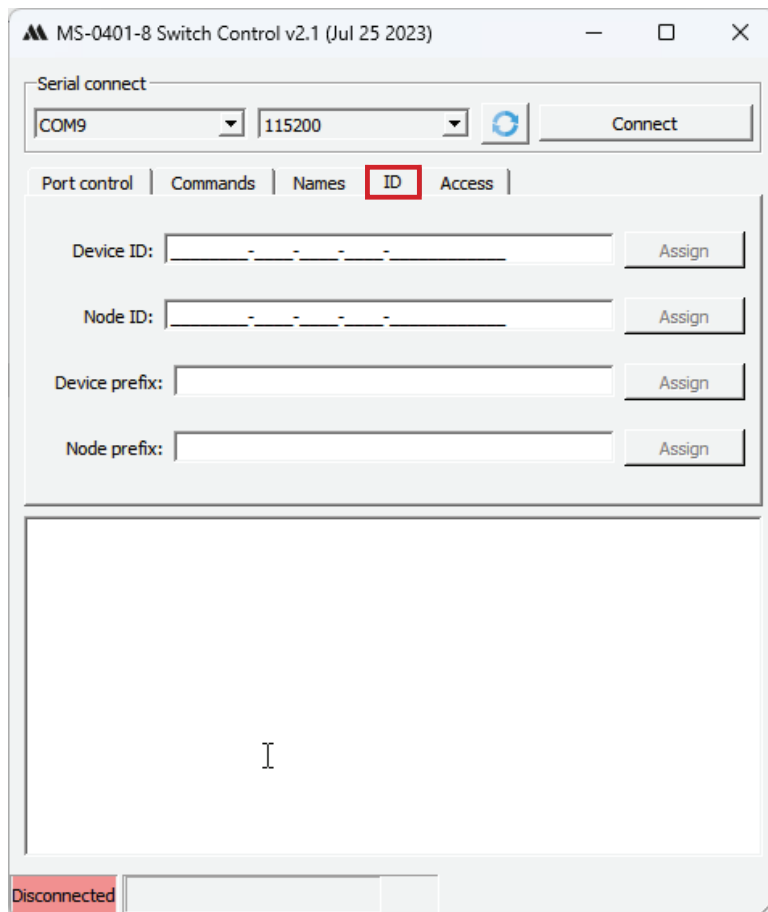 MS-0401-8 Switch Control v2.1 (Jul 25 2023)
Serial connect
COM9 115200 Connect
Port control Commands Names ID Access
Device ID: ________-____-____-____-____________ Assign
Node ID: ________-____-____-____-____________ Assign
Device prefix: Assign
Node prefix: Assign
Disconnected